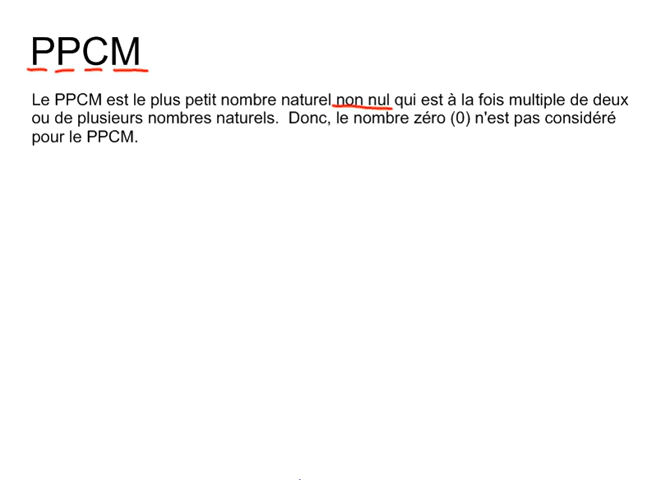 PPCM
Le PPCM est le plus petit nombre naturel non nul qui est à la fois multiple de deux
ou de plusieurs nombres naturels.  Donc, le nombre zéro (0) n'est pas considéré
pour le PPCM.